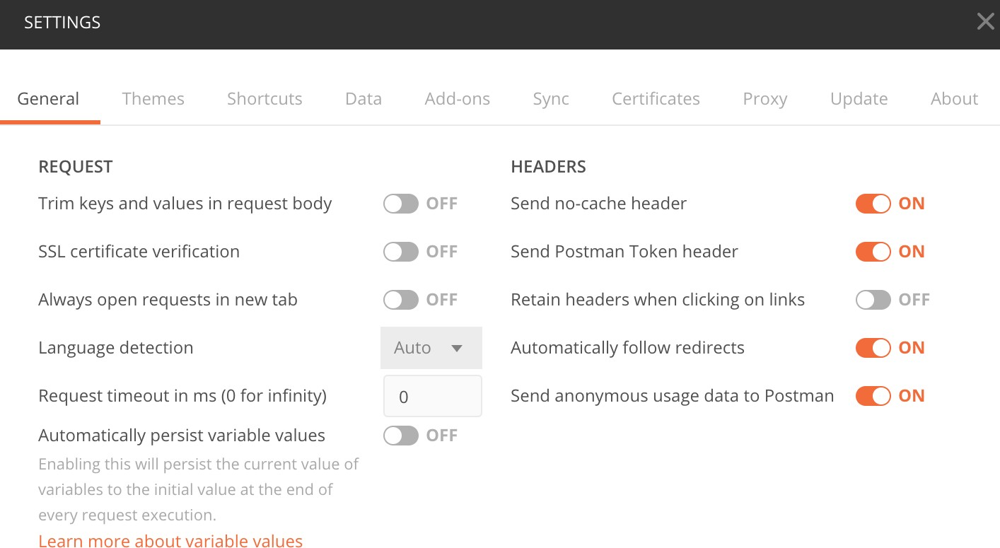 SETTINGS
General Themes Shortcuts Data Add-ons Sync Certificates Proxy Update About
REQUEST
Trim keys and values in request body OFF
SSL certificate verification OFF
Always open requests in new tab OFF
Language detection Auto
Request timeout in ms (0 for infinity) 0
Automatically persist variable values OFF
Enabling this will persist the current value of
variables to the initial value at the end of
every request execution.
Learn more about variable values
HEADERS
Send no-cache header ON
Send Postman Token header ON
Retain headers when clicking on links OFF
Automatically follow redirects ON
Send anonymous usage data to Postman ON